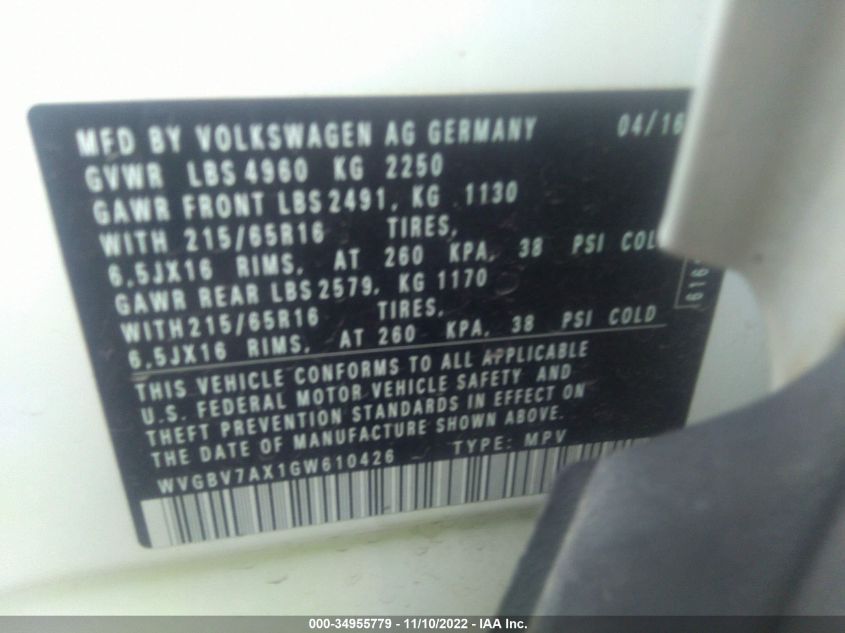 MFD BY VOLKSWAGEN AG GERMANY 04/16
GVWR LBS 4960 KG 2250
GAWR FRONT LBS 2491, KG 1130
WITH 215/65R16 TIRES,
6,5JX16 RIMS, AT 260 KPA, 38 PSI COL
GAWR REAR LBS 2579, KG 1170
WITH 215/65R16 TIRES,
6,5JX16 RIMS, AT 260 KPA, 38 PSI COLD
616
THIS VEHICLE CONFORMS TO ALL APPLICABLE
U.S. FEDERAL MOTOR VEHICLE SAFETY AND
THEFT PREVENTION STANDARDS IN EFFECT ON
THE DATE OF MANUFACTURE SHOWN ABOVE.
WVGBV7AX1GW610426 TYPE: MPV
000-34955779 - 11/10/2022 - IAA Inc.